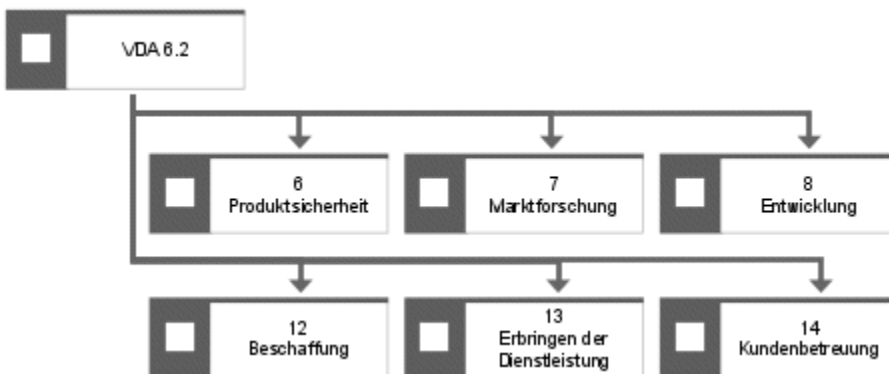 VDA 6.2
6
Produktsicherheit
7
Marktforschung
8
Entwicklung
12
Beschaffung
13
Erbringen der
Dienstleistung
14
Kundenbetreuung